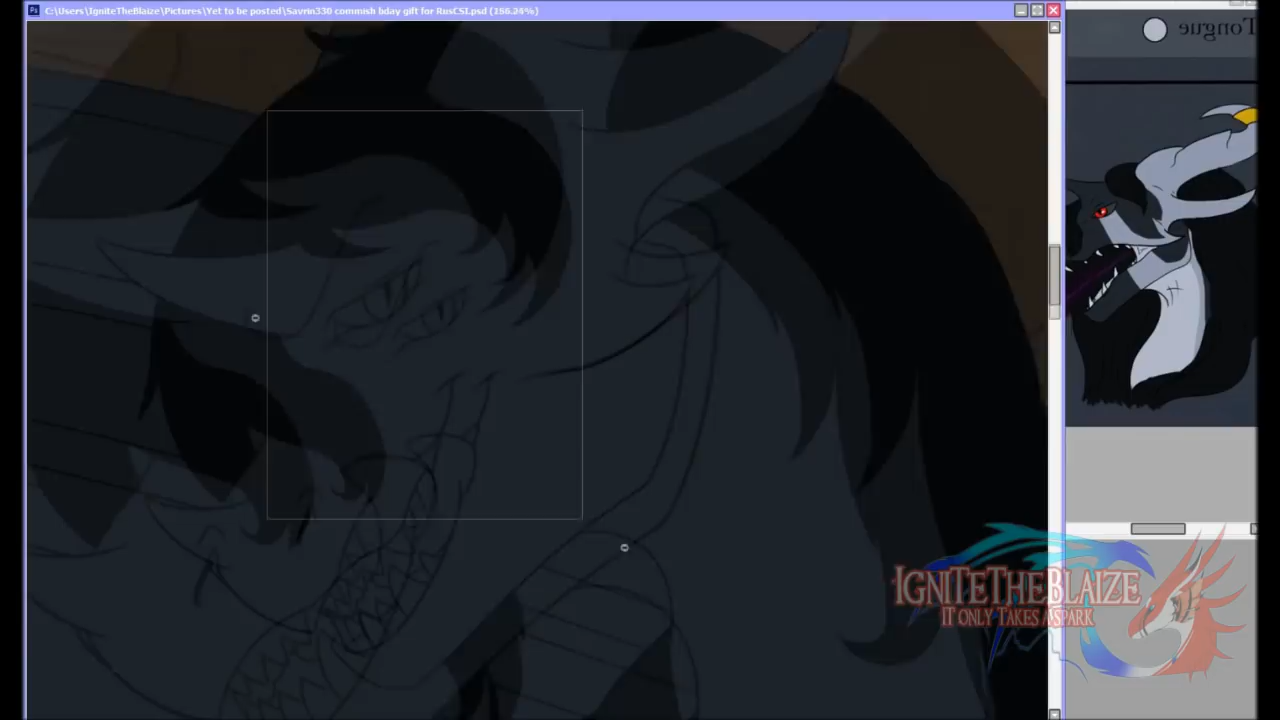 Ps C:\Users\IgniteTheBlaize\Pictures\Yet to be posted\Savrin330 commish bday gift for RusCSI.psd (186.24%)
Tongue
IGNITETHEBLAIZE
IT ONLY TAKES A SPARK